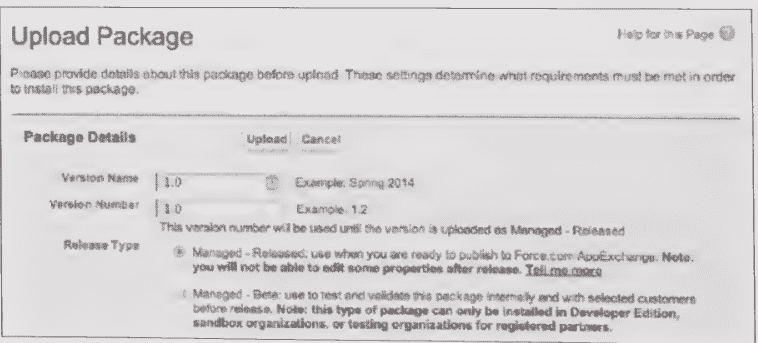 Upload Package
Help for this Page
Please provide details about this package before upload. These settings determine what requirements must be met in order
to install this package.
Package Details
Upload Cancel
Version Name 1.0 Example: Spring 2014
Version Number 1.0 Example: 1.2
This version number will be used until the version is uploaded as Managed - Released
Release Type
Managed - Released: use when you are ready to publish to Force.com AppExchange. Note,
you will not be able to edit some properties after release. Tell me more
Managed - Beta: use to test and validate this package internally and with selected customers
before release. Note: this type of package can only be installed in Developer Edition,
sandbox organizations, or testing organizations for registered partners.